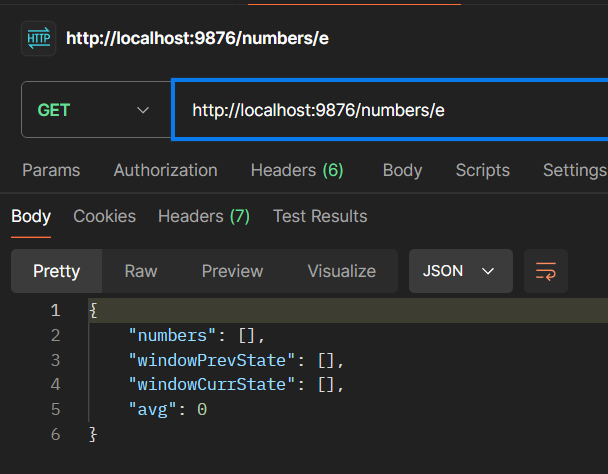 HTTP http://localhost:9876/numbers/e
GET http://localhost:9876/numbers/e
Params Authorization Headers (6) Body Scripts Settings
Body Cookies Headers (7) Test Results
Pretty Raw Preview Visualize JSON
1 {
2 "numbers": [],
3 "windowPrevState": [],
4 "windowCurrState": [],
5 "avg": 0
6 }